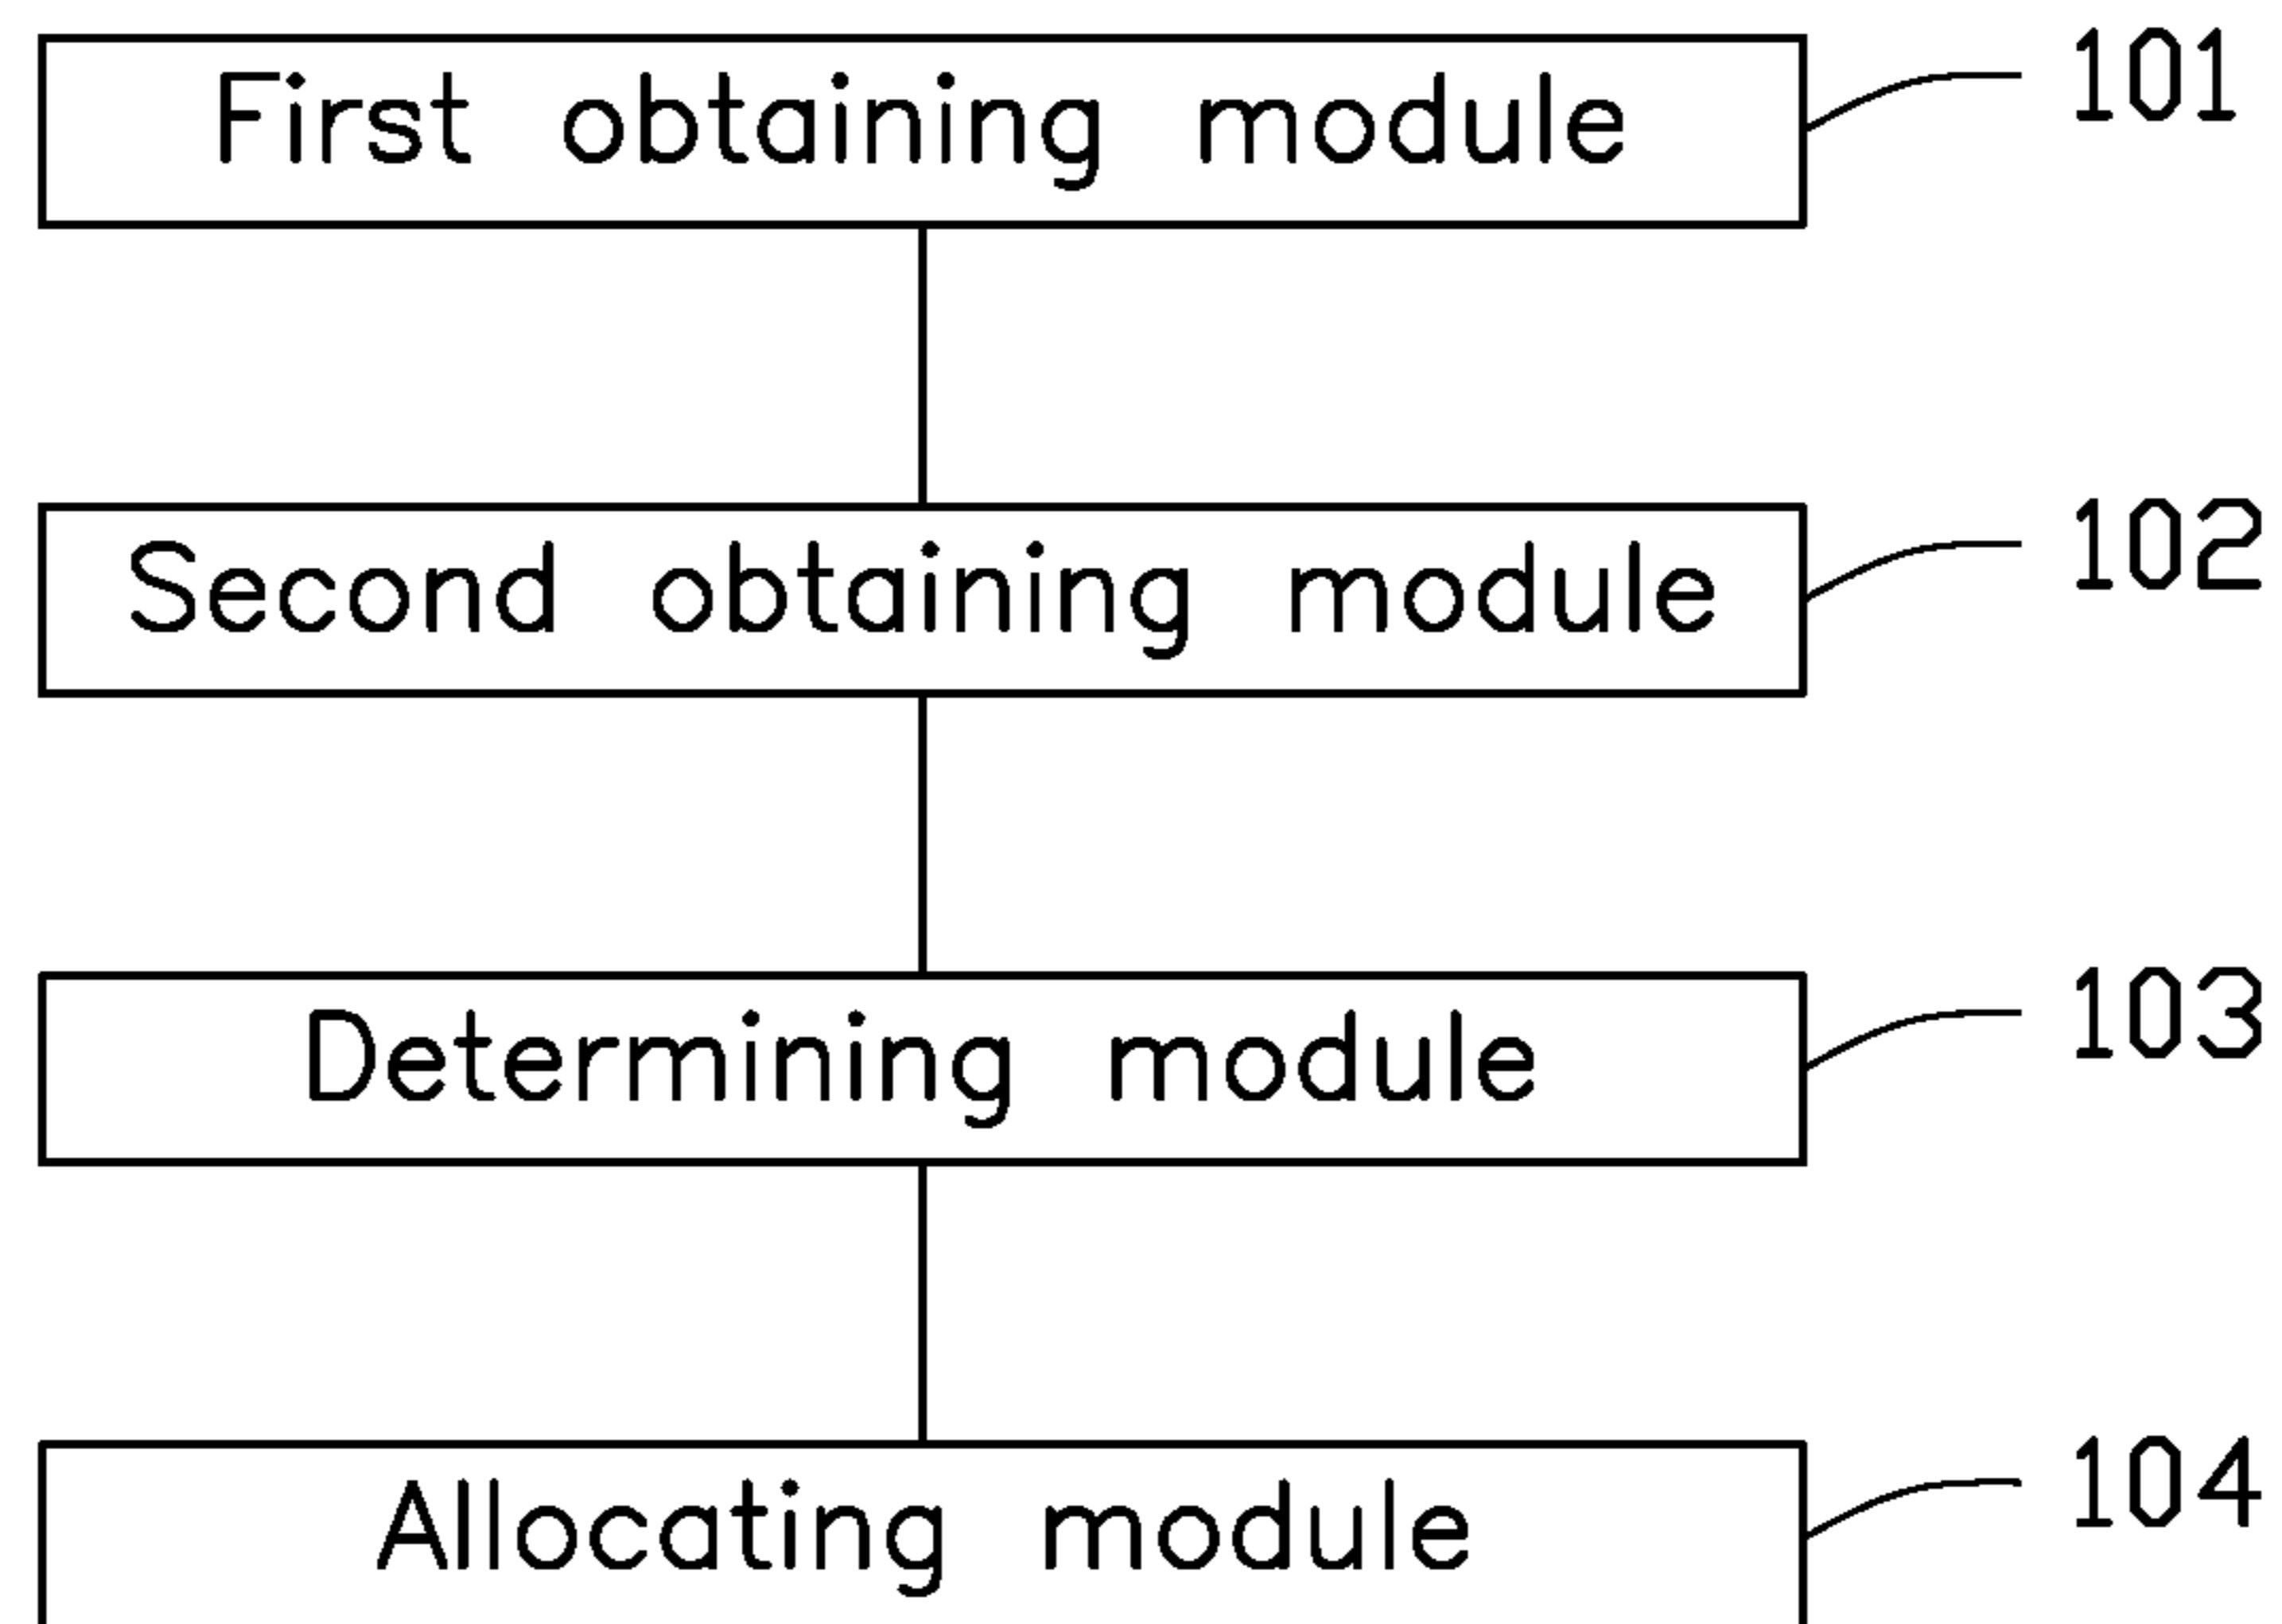 First obtaining module 101
Second obtaining module 102
Determining module 103
Allocating module 104